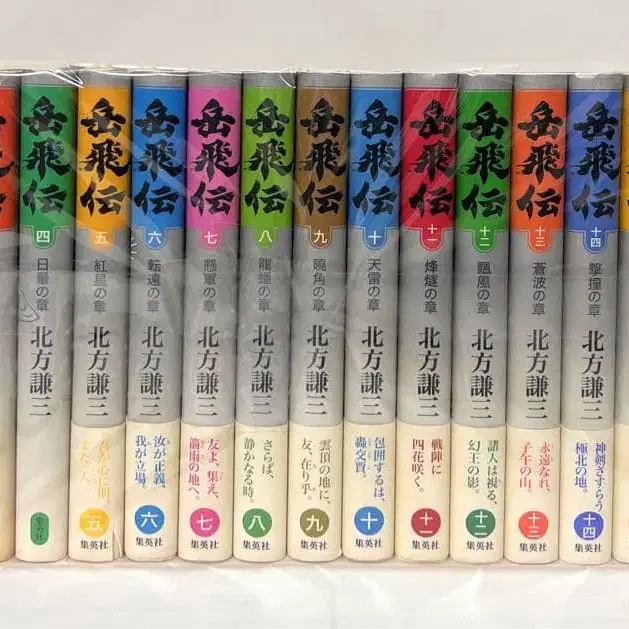 岳飛伝
四
日暈の章
北方謙三
集英社
岳飛伝
五
紅星の章
北方謙三
五
集英社
岳飛伝
六
転遠の章
北方謙三
汝が正義、
我が立場。
六
集英社
岳飛伝
七
懸軍の章
北方謙三
友よ、集え、
箭雨の地へ。
七
集英社
岳飛伝
八
龍蟠の章
北方謙三
さらば、
静かなる時。
八
集英社
岳飛伝
九
曉角の章
北方謙三
雲頂の地に、
友、在り乎。
九
集英社
岳飛伝
十
天雷の章
北方謙三
包囲するは、
轟交賈。
十
集英社
岳飛伝
十一
烽燧の章
北方謙三
戦陣に
四花咲く。
十一
集英社
岳飛伝
十二
飄風の章
北方謙三
諸人は視る、
幻王の影。
十二
集英社
岳飛伝
十三
蒼波の章
北方謙三
永遠なれ、
子午の山。
十三
集英社
岳飛伝
十四
撃撞の章
北方謙三
神剣さすらう
極北の地。
十四
集英社